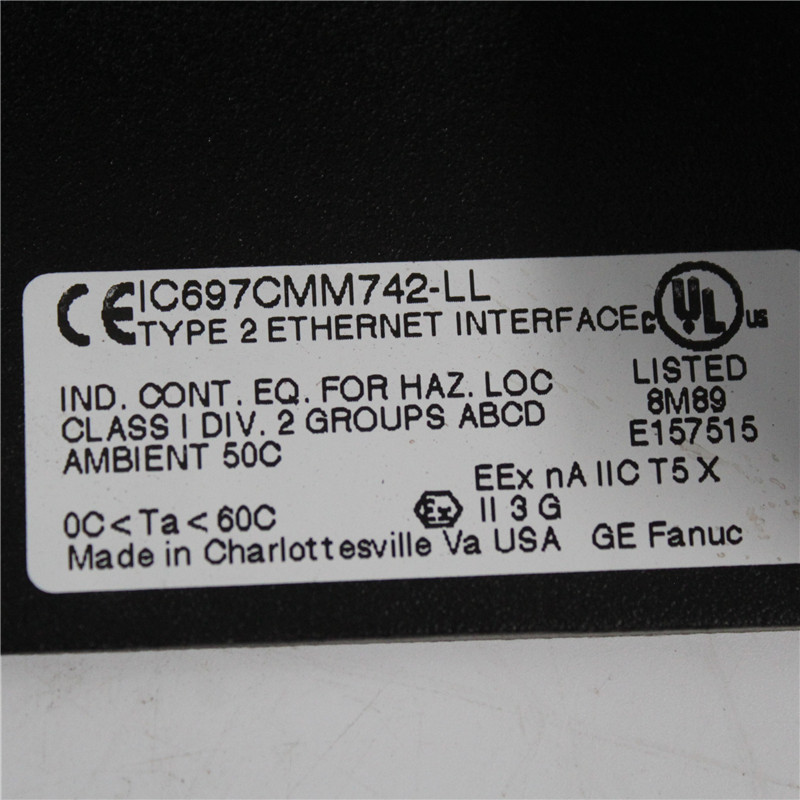 CE IC697CMM742-LL
TYPE 2 ETHERNET INTERFACE
c UL us
LISTED
8M89
E157515
IND. CONT. EQ. FOR HAZ. LOC
CLASS I DIV. 2 GROUPS ABCD
AMBIENT 50C
EEx nA IIC T5 X
0C<Ta<60C
Ex II 3 G
Made in Charlottesville Va USA GE Fanuc